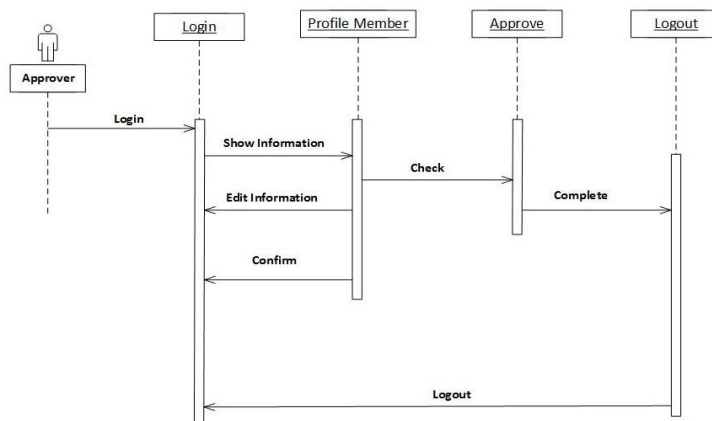 Login
Profile Member
Approve
Logout
Approver
Login
Show Information
Check
Edit Information
Complete
Confirm
Logout